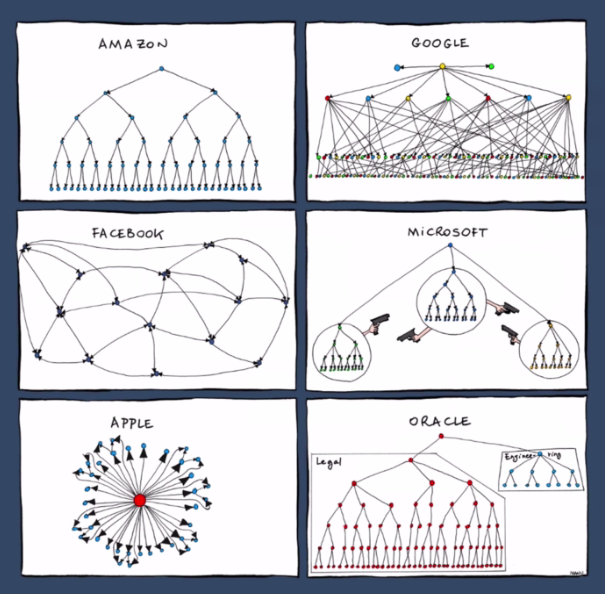 AMAZON
GOOGLE
FACEBOOK
MiCROSOFT
APPLE
ORACLE
Legal
Engineering